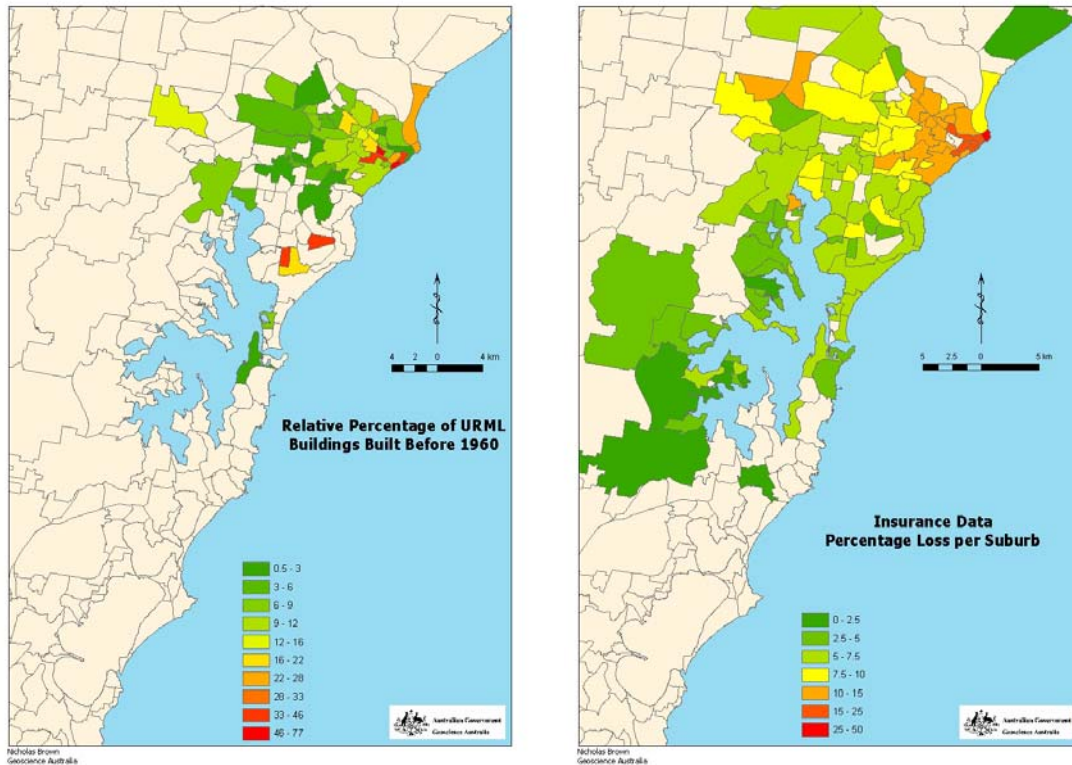 4 2 0 4 km
Relative Percentage of URML
Buildings Built Before 1960
0.5 - 3
3 - 6
6 - 9
9 - 12
12 - 16
16 - 22
22 - 28
28 - 33
33 - 46
46 - 77
Australian Government
Geoscience Australia
Nicholas Brown
Geoscience Australia
5 2.5 0 5 km
Insurance Data
Percentage Loss per Suburb
0 - 2.5
2.5 - 5
5 - 7.5
7.5 - 10
10 - 15
15 - 25
25 - 50
Australian Government
Geoscience Australia
Nicholas Brown
Geoscience Australia